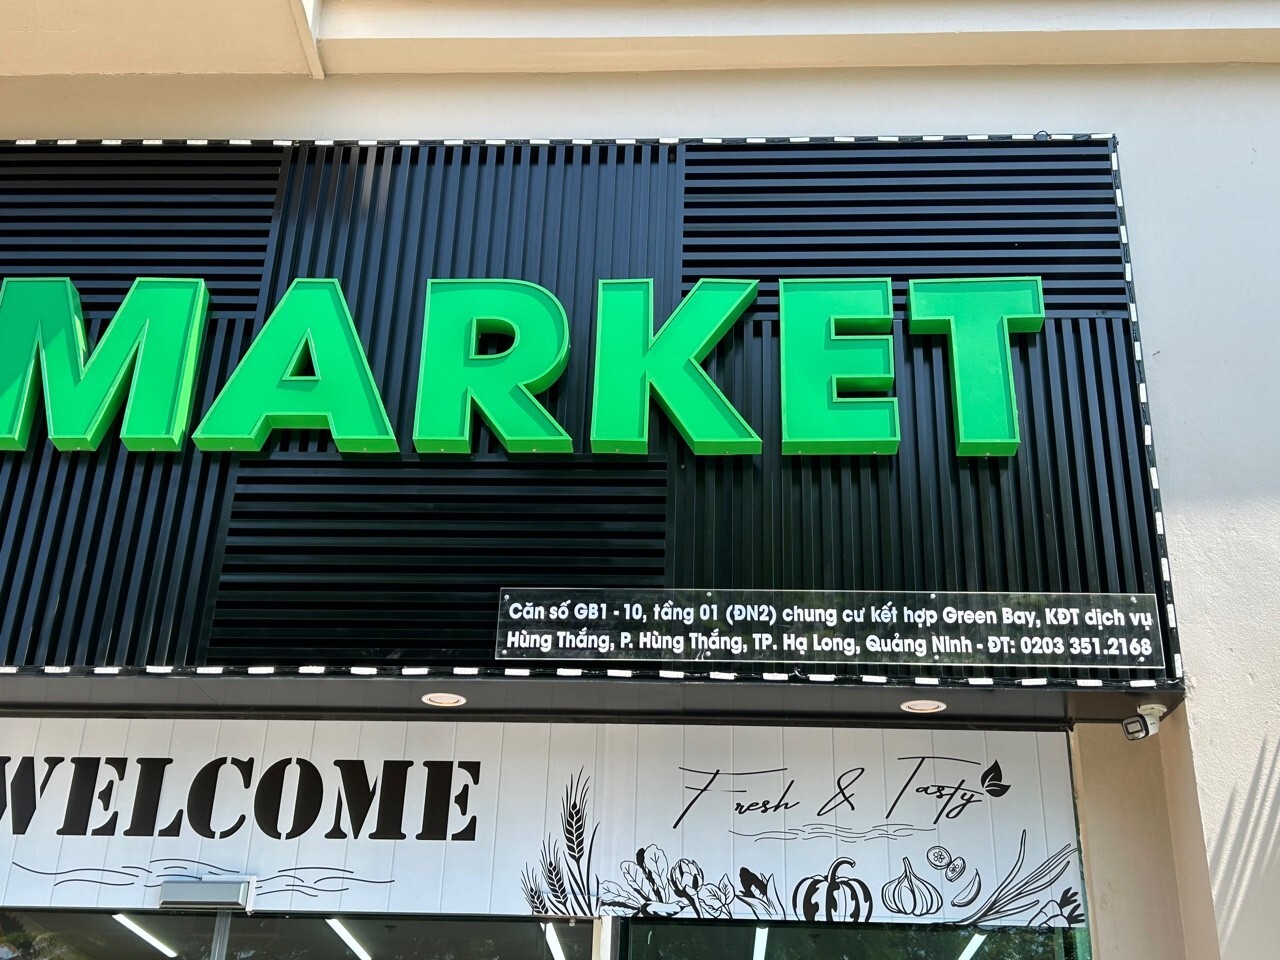 MARKET
Căn số GB1 - 10, tầng 01 (ĐN2) chung cư kết hợp Green Bay, KĐT dịch vụ
Hùng Thắng, P. Hùng Thắng, TP. Hạ Long, Quảng Ninh - ĐT: 0203 351.2168
WELCOME
Fresh & Tasty